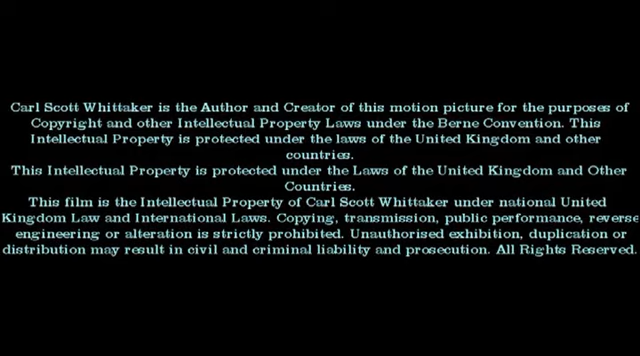 Carl Scott Whittaker is the Author and Creator of this motion picture for the purposes of
Copyright and other Intellectual Property Laws under the Berne Convention. This
Intellectual Property is protected under the laws of the United Kingdom and other
countries.
This Intellectual Property is protected under the Laws of the United Kingdom and Other
Countries.
This film is the Intellectual Property of Carl Scott Whittaker under national United
Kingdom Law and International Laws. Copying, transmission, public performance, reverse
engineering or alteration is strictly prohibited. Unauthorised exhibition, duplication or
distribution may result in civil and criminal liability and prosecution. All Rights Reserved.